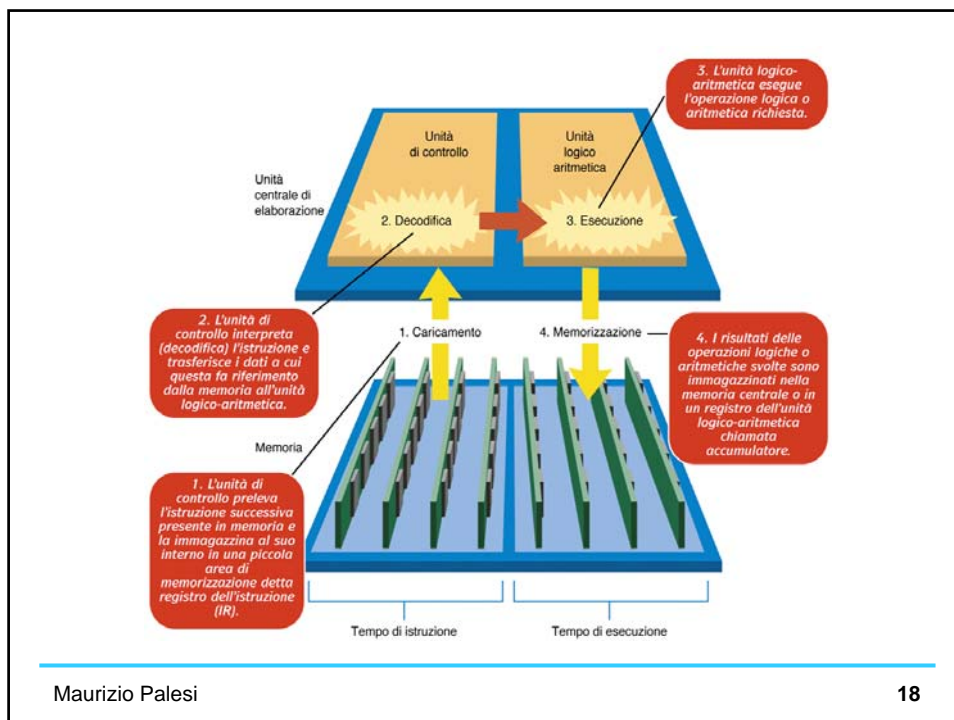 3. L'unità logico-
aritmetica esegue
l'operazione logica o
aritmetica richiesta.
Unità
di controllo
Unità
logico
aritmetica
Unità
centrale di
elaborazione
2. Decodifica
3. Esecuzione
2. L'unità di
controllo interpreta
(decodifica) l'istruzione e
trasferisce i dati a cui
questa fa riferimento
dalla memoria all'unità
logico-aritmetica.
1. Caricamento
4. Memorizzazione
4. I risultati delle
operazioni logiche o
aritmetiche svolte sono
immagazzinati nella
memoria centrale o in
un registro dell'unità
logico-aritmetica
chiamata
accumulatore.
Memoria
1. L'unità di
controllo preleva
l'istruzione successiva
presente in memoria e
la immagazzina al suo
interno in una piccola
area di
memorizzazione detta
registro dell'istruzione
(IR).
Tempo di istruzione
Tempo di esecuzione
Maurizio Palesi
18